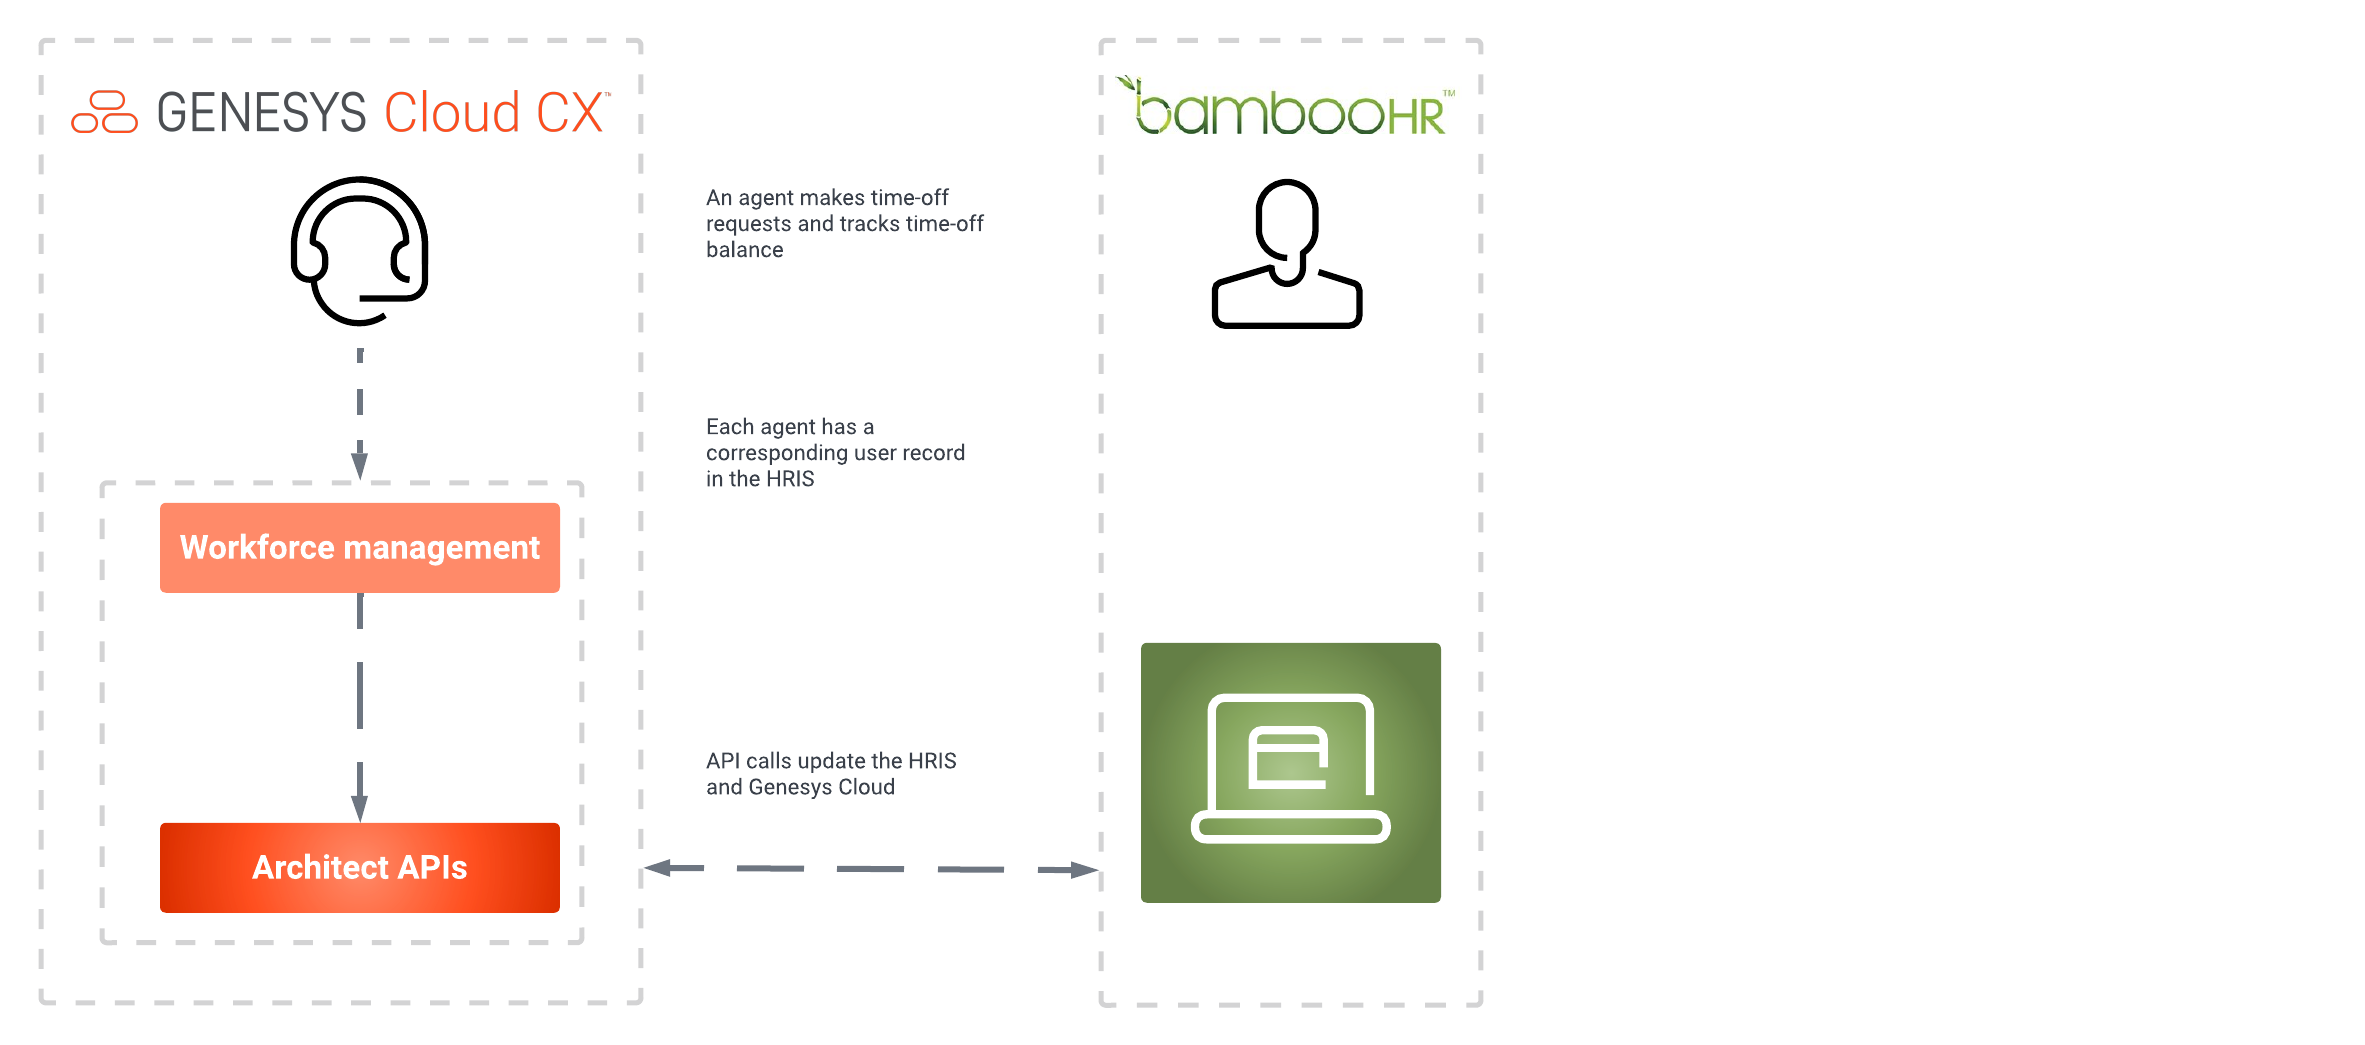 GENESYS Cloud CX™
bambooHR™
An agent makes time-off
requests and tracks time-off
balance
Each agent has a
corresponding user record
in the HRIS
Workforce management
API calls update the HRIS
and Genesys Cloud
Architect APIs